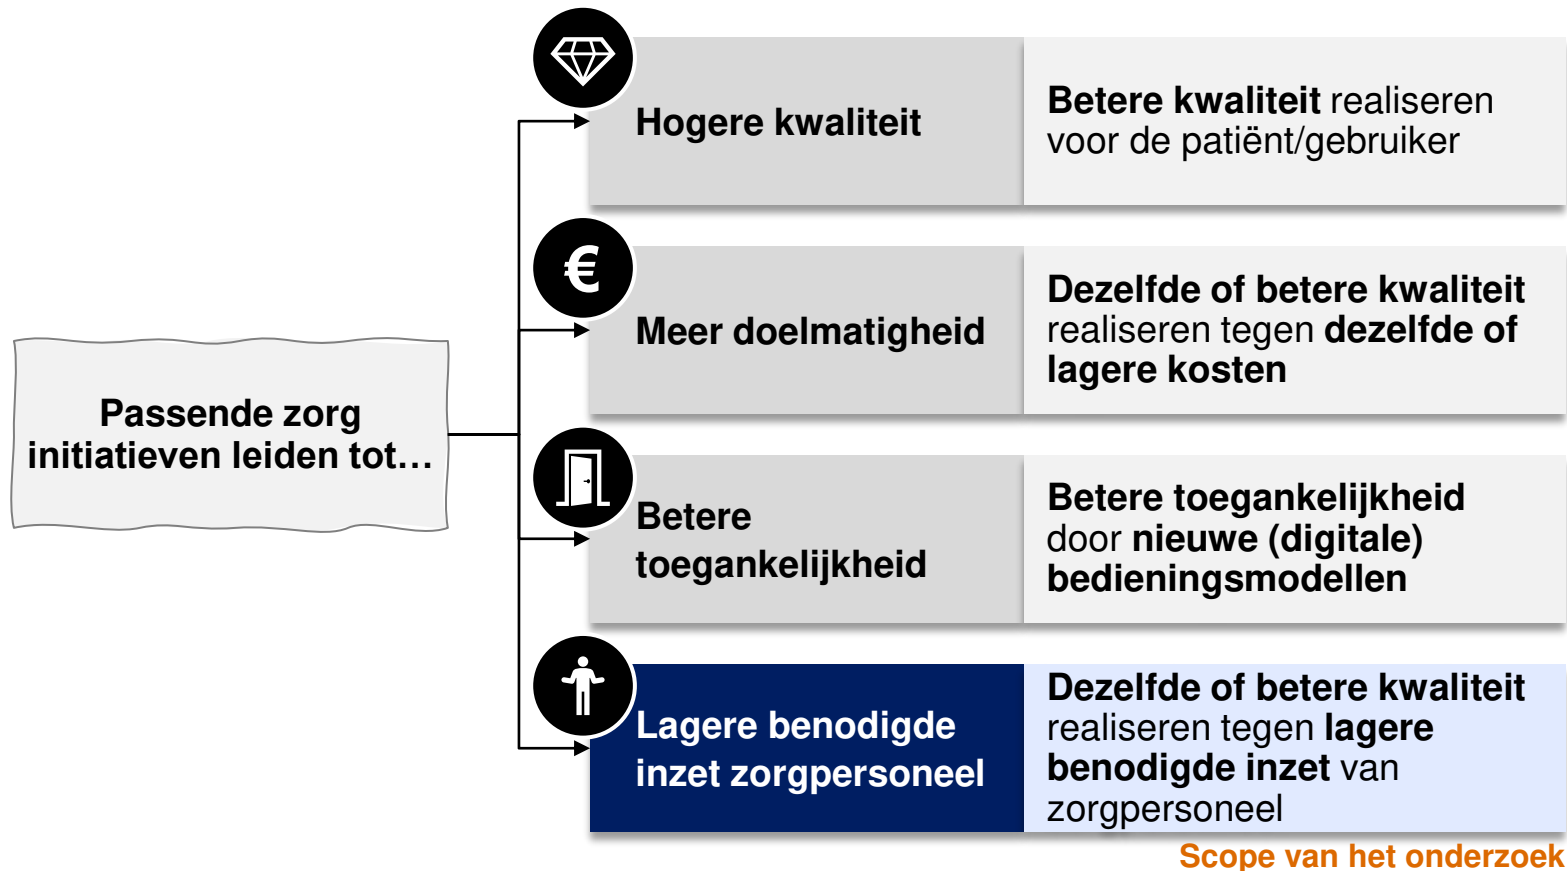 Hogere kwaliteit
Betere kwaliteit realiseren
voor de patiënt/gebruiker
€
Meer doelmatigheid
Dezelfde of betere kwaliteit
realiseren tegen dezelfde of
lagere kosten
Passende zorg
initiatieven leiden tot…
Betere
toegankelijkheid
Betere toegankelijkheid
door nieuwe (digitale)
bedieningsmodellen
Lagere benodigde
inzet zorgpersoneel
Dezelfde of betere kwaliteit
realiseren tegen lagere
benodigde inzet van
zorgpersoneel
Scope van het onderzoek